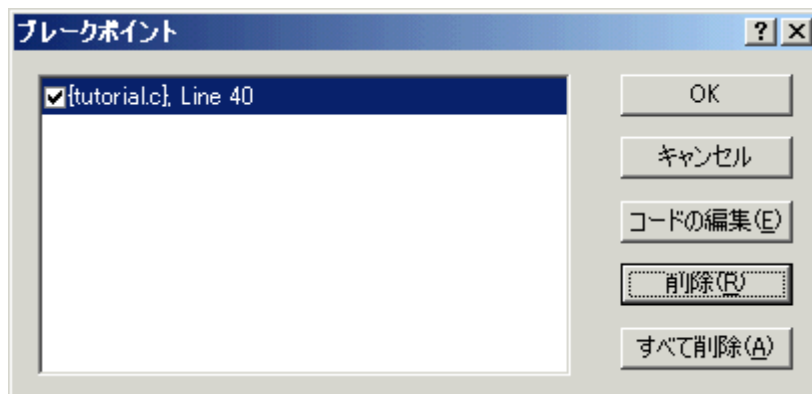 ブレークポイント
{tutorial.c}, Line 40
OK
キャンセル
コードの編集(E)
削除(R)
すべて削除(A)